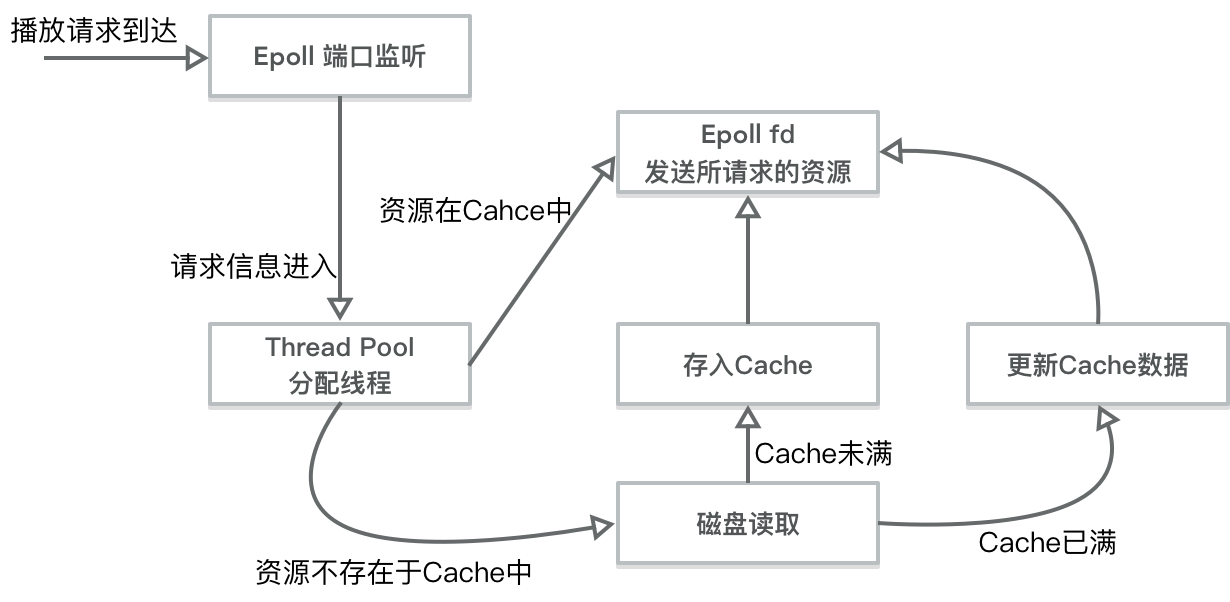 播放请求到达
Epoll 端口监听
Epoll fd
发送所请求的资源
资源在Cahce中
请求信息进入
Thread Pool
分配线程
存入Cache
更新Cache数据
Cache未满
磁盘读取
Cache已满
资源不存在于Cache中